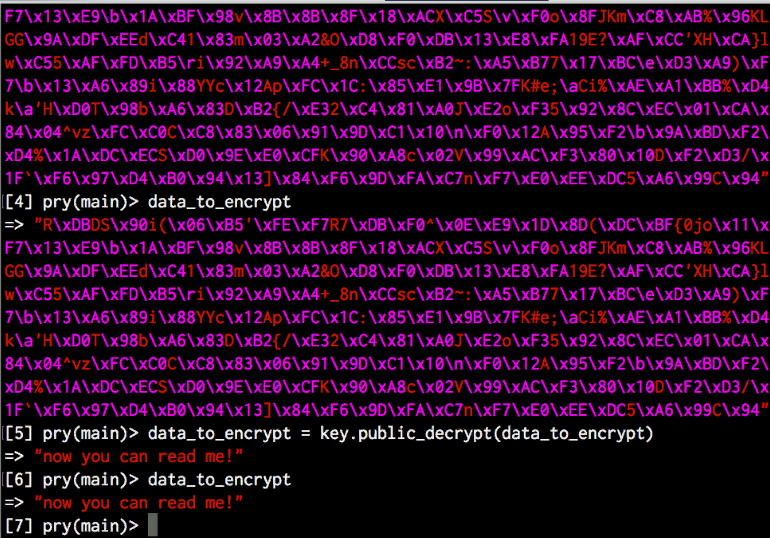 F7\x13\xE9\b\x1A\xBF\x98v\x8B\x8B\x8F\x18\xACX\xC5S\v\xF0o\x8FJKm\xC8\xAB%\x96KL
GG\x9A\xDF\xEEd\xC41\x83m\x03\xA2&O\xD8\xF0\xDB\x13\xE8\xFA19E?\xAF\xCC'XH\xCA}l
w\xC55\xAF\xFD\xB5\ri\x92\xA9\xA4+_8n\xCCsc\xB2~:\xA5\xB77\x17\xBC\e\xD3\xA9)\xF
7\b\x13\xA6\x89i\x88YYc\x12Ap\xFC\x1C:\x85\xE1\x9B\x7FK#e;\aCi%\xAE\xA1\xBB%\xD4
k\a'H\xD0T\x98b\xA6\x83D\xB2{/\xE32\xC4\x81\xA0J\xE2o\xF35\x92\x8C\xEC\x01\xCA\x
84\x04^vz\xFC\xC0C\xC8\x83\x06\x91\x9D\xC1\x10\n\xF0\x12A\x95\xF2\b\x9A\xBD\xF2\
xD4%\x1A\xDC\xECS\xD0\x9E\xE0\xCFK\x90\xA8c\x02V\x99\xAC\xF3\x80\x10D\xF2\xD3/\x
1F`\xF6\x97\xD4\xB0\x94\x13]\x84\xF6\x9D\xFA\xC7n\xF7\xE0\xEE\xDC5\xA6\x99C\x94"
[4] pry(main)> data_to_encrypt
=> "R\xDBDS\x90i(\x06\xB5'\xFE\xF7R7\xDB\xF0^\x0E\xE9\x1D\x8D(\xDC\xBF{0jo\x11\x
F7\x13\xE9\b\x1A\xBF\x98v\x8B\x8B\x8F\x18\xACX\xC5S\v\xF0o\x8FJKm\xC8\xAB%\x96KL
GG\x9A\xDF\xEEd\xC41\x83m\x03\xA2&O\xD8\xF0\xDB\x13\xE8\xFA19E?\xAF\xCC'XH\xCA}l
w\xC55\xAF\xFD\xB5\ri\x92\xA9\xA4+_8n\xCCsc\xB2~:\xA5\xB77\x17\xBC\e\xD3\xA9)\xF
7\b\x13\xA6\x89i\x88YYc\x12Ap\xFC\x1C:\x85\xE1\x9B\x7FK#e;\aCi%\xAE\xA1\xBB%\xD4
k\a'H\xD0T\x98b\xA6\x83D\xB2{/\xE32\xC4\x81\xA0J\xE2o\xF35\x92\x8C\xEC\x01\xCA\x
84\x04^vz\xFC\xC0C\xC8\x83\x06\x91\x9D\xC1\x10\n\xF0\x12A\x95\xF2\b\x9A\xBD\xF2\
xD4%\x1A\xDC\xECS\xD0\x9E\xE0\xCFK\x90\xA8c\x02V\x99\xAC\xF3\x80\x10D\xF2\xD3/\x
1F`\xF6\x97\xD4\xB0\x94\x13]\x84\xF6\x9D\xFA\xC7n\xF7\xE0\xEE\xDC5\xA6\x99C\x94"
[5] pry(main)> data_to_encrypt = key.public_decrypt(data_to_encrypt)
=> "now you can read me!"
[6] pry(main)> data_to_encrypt
=> "now you can read me!"
[7] pry(main)>